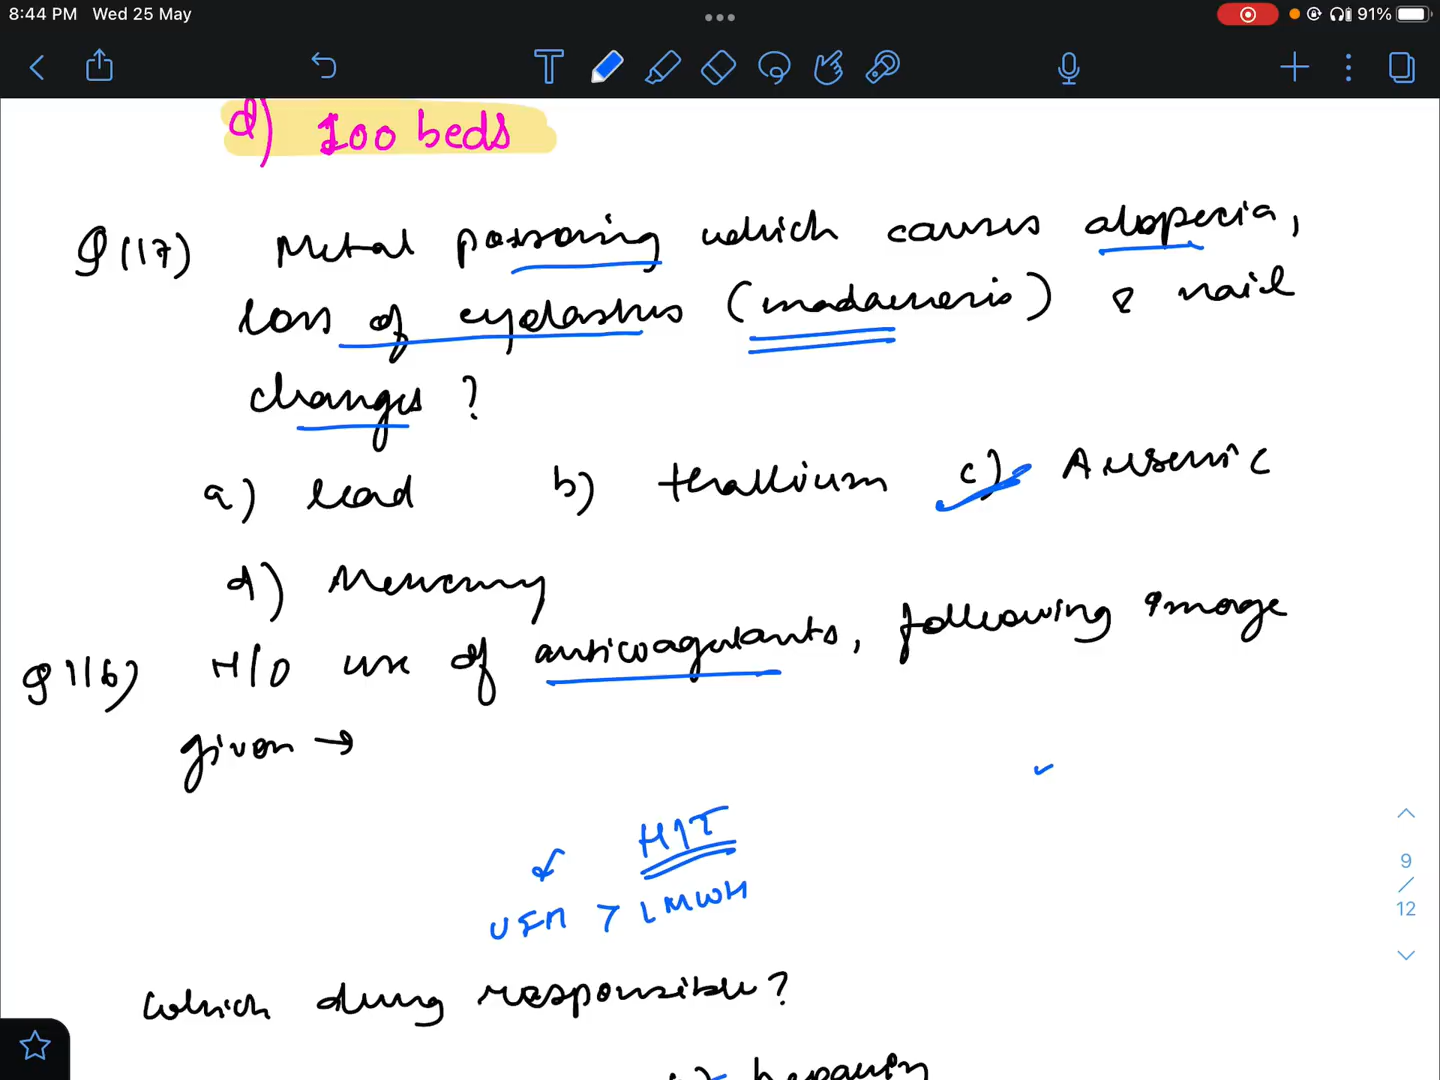 8:44 PM Wed 25 May
91%
d) 100 beds
Q(17) Metal poisoning which causes alopecia,
loss of eyelashes (madaerosis) & nail
changes ?
a) lead b) thallium c) Arsenic
d) Mercury
Q116) H/O use of anticoagulants, following image
given →
HIT
UFH > LMWH
which drug responsible?
heparin
9
/
12